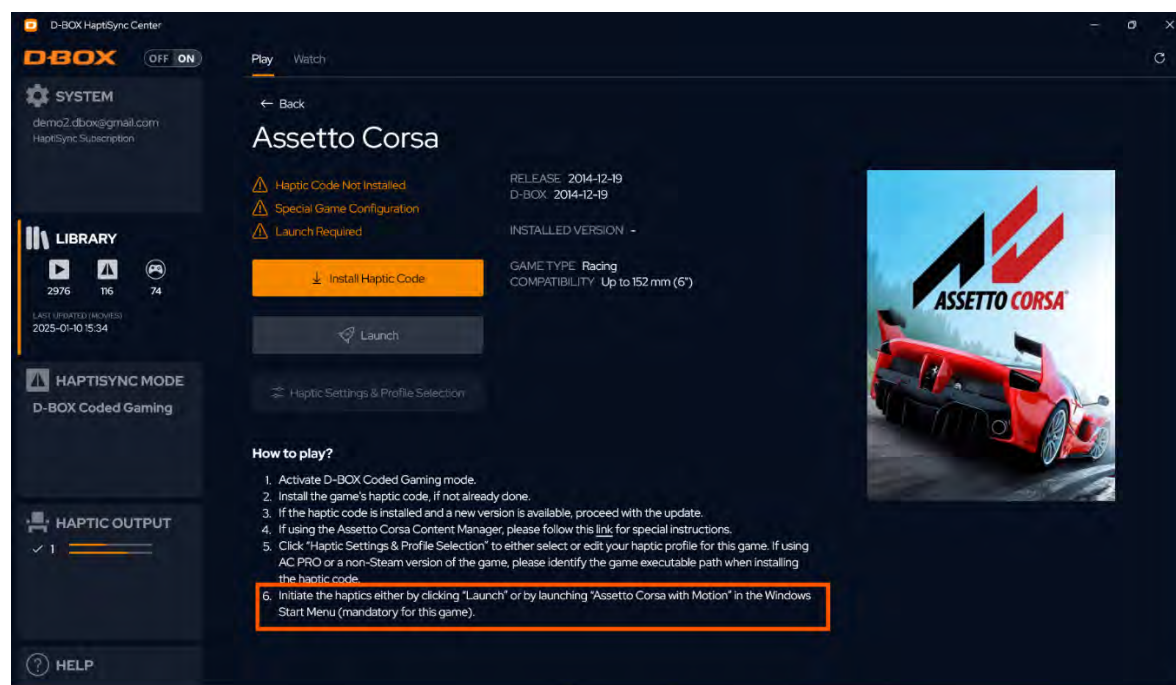 D-BOX HaptiSync Center
D-BOX
OFF ON
Play Watch
SYSTEM
demo2.dbox@gmail.com
HaptiSync Subscription
LIBRARY
2976 116 74
LAST UPDATED (MOVIES)
2025-01-10 15:34
HAPTISYNC MODE
D-BOX Coded Gaming
HAPTIC OUTPUT
1
HELP
← Back
Assetto Corsa
Haptic Code Not Installed
Special Game Configuration
Launch Required
RELEASE 2014-12-19
D-BOX 2014-12-19
INSTALLED VERSION -
GAME TYPE Racing
COMPATIBILITY Up to 152 mm (6")
Install Haptic Code
Launch
Haptic Settings & Profile Selection
ASSETTO CORSA
How to play?
1. Activate D-BOX Coded Gaming mode.
2. Install the game's haptic code, if not already done.
3. If the haptic code is installed and a new version is available, proceed with the update.
4. If using the Assetto Corsa Content Manager, please follow this link for special instructions.
5. Click "Haptic Settings & Profile Selection" to either select or edit your haptic profile for this game. If using
AC PRO or a non-Steam version of the game, please identify the game executable path when installing
the haptic code.
6. Initiate the haptics either by clicking "Launch" or by launching "Assetto Corsa with Motion" in the Windows
Start Menu (mandatory for this game).